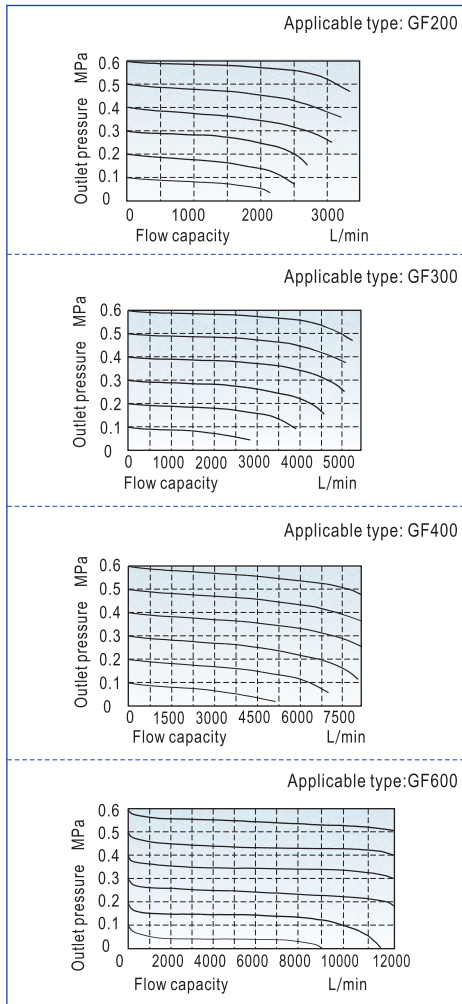 Applicable type: GF200
Outlet pressure MPa
0.6
0.5
0.4
0.3
0.2
0.1
0
0 1000 2000 3000
Flow capacity L/min
Applicable type: GF300
Outlet pressure MPa
0.6
0.5
0.4
0.3
0.2
0.1
0
0 1000 2000 3000 4000 5000
Flow capacity L/min
Applicable type: GF400
Outlet pressure MPa
0.6
0.5
0.4
0.3
0.2
0.1
0
0 1500 3000 4500 6000 7500
Flow capacity L/min
Applicable type:GF600
Outlet pressure MPa
0.6
0.5
0.4
0.3
0.2
0.1
0
0 2000 4000 6000 8000 10000 12000
Flow capacity L/min